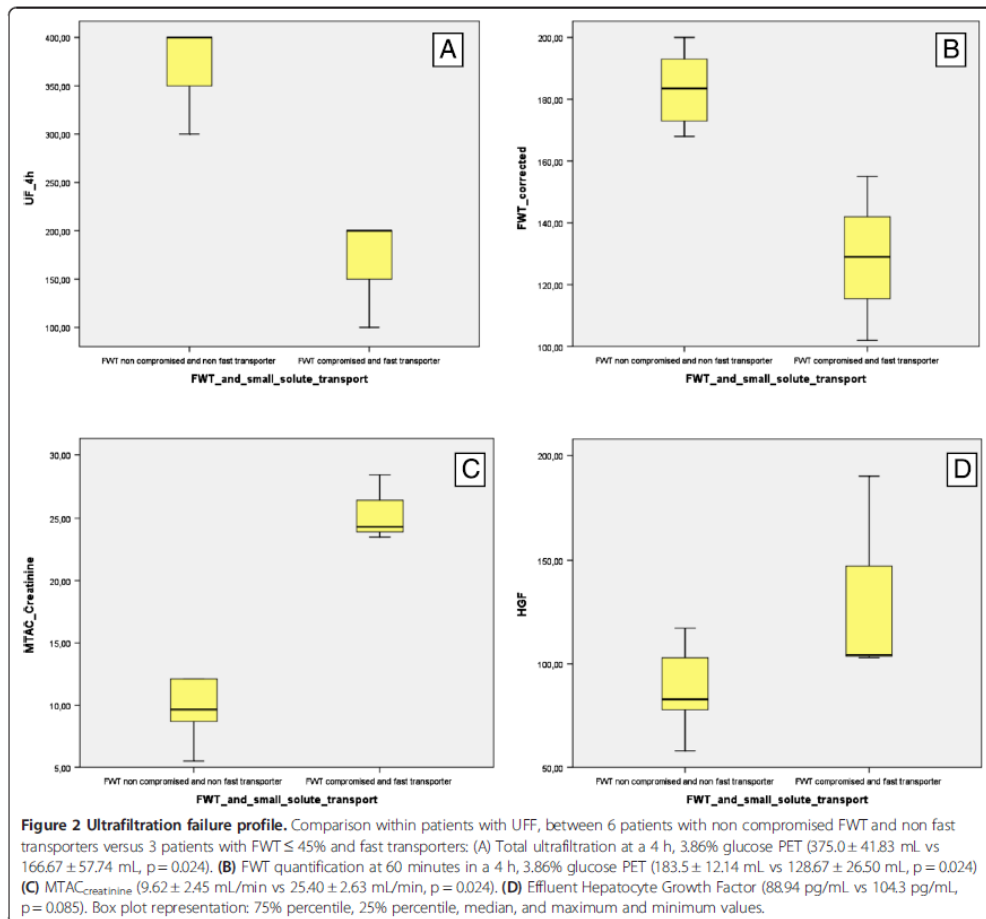 A
400,00
350,00
300,00
250,00
200,00
150,00
100,00
UF_4h
FWT non compromised and non fast transporter
FWT compromised and fast transporter
FWT_and_small_solute_transport
B
200,00
180,00
160,00
140,00
120,00
100,00
FWT_corrected
FWT non compromised and non fast transporter
FWT compromised and fast transporter
FWT_and_small_solute_transport
C
30,00
25,00
20,00
15,00
10,00
5,00
MTAC_Creatinine
FWT non compromised and non fast transporter
FWT compromised and fast transporter
FWT_and_small_solute_transport
D
200,00
150,00
100,00
50,00
HGF
FWT non compromised and non fast transporter
FWT compromised and fast transporter
FWT_and_small_solute_transport
Figure 2 Ultrafiltration failure profile. Comparison within patients with UFF, between 6 patients with non compromised FWT and non fast
transporters versus 3 patients with FWT ≤ 45% and fast transporters: (A) Total ultrafiltration at a 4 h, 3.86% glucose PET (375.0 ± 41.83 mL vs
166.67 ± 57.74 mL, p = 0.024). (B) FWT quantification at 60 minutes in a 4 h, 3.86% glucose PET (183.5 ± 12.14 mL vs 128.67 ± 26.50 mL, p = 0.024)
(C) MTACcreatinine (9.62 ± 2.45 mL/min vs 25.40 ± 2.63 mL/min, p = 0.024). (D) Effluent Hepatocyte Growth Factor (88.94 pg/mL vs 104.3 pg/mL,
p = 0.085). Box plot representation: 75% percentile, 25% percentile, median, and maximum and minimum values.